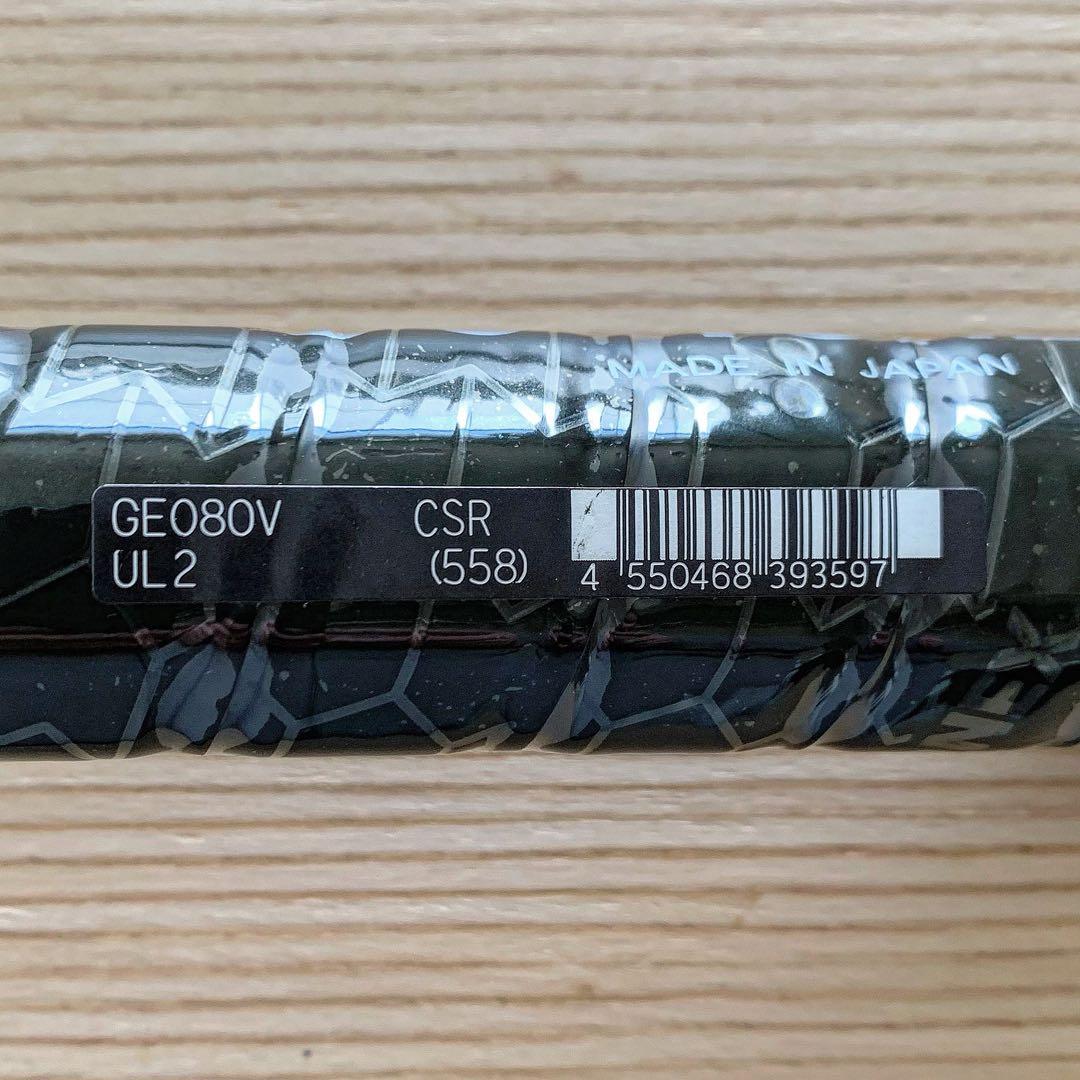 MADE IN JAPAN
GE080V CSR
UL2 (558)
4 550468 393597